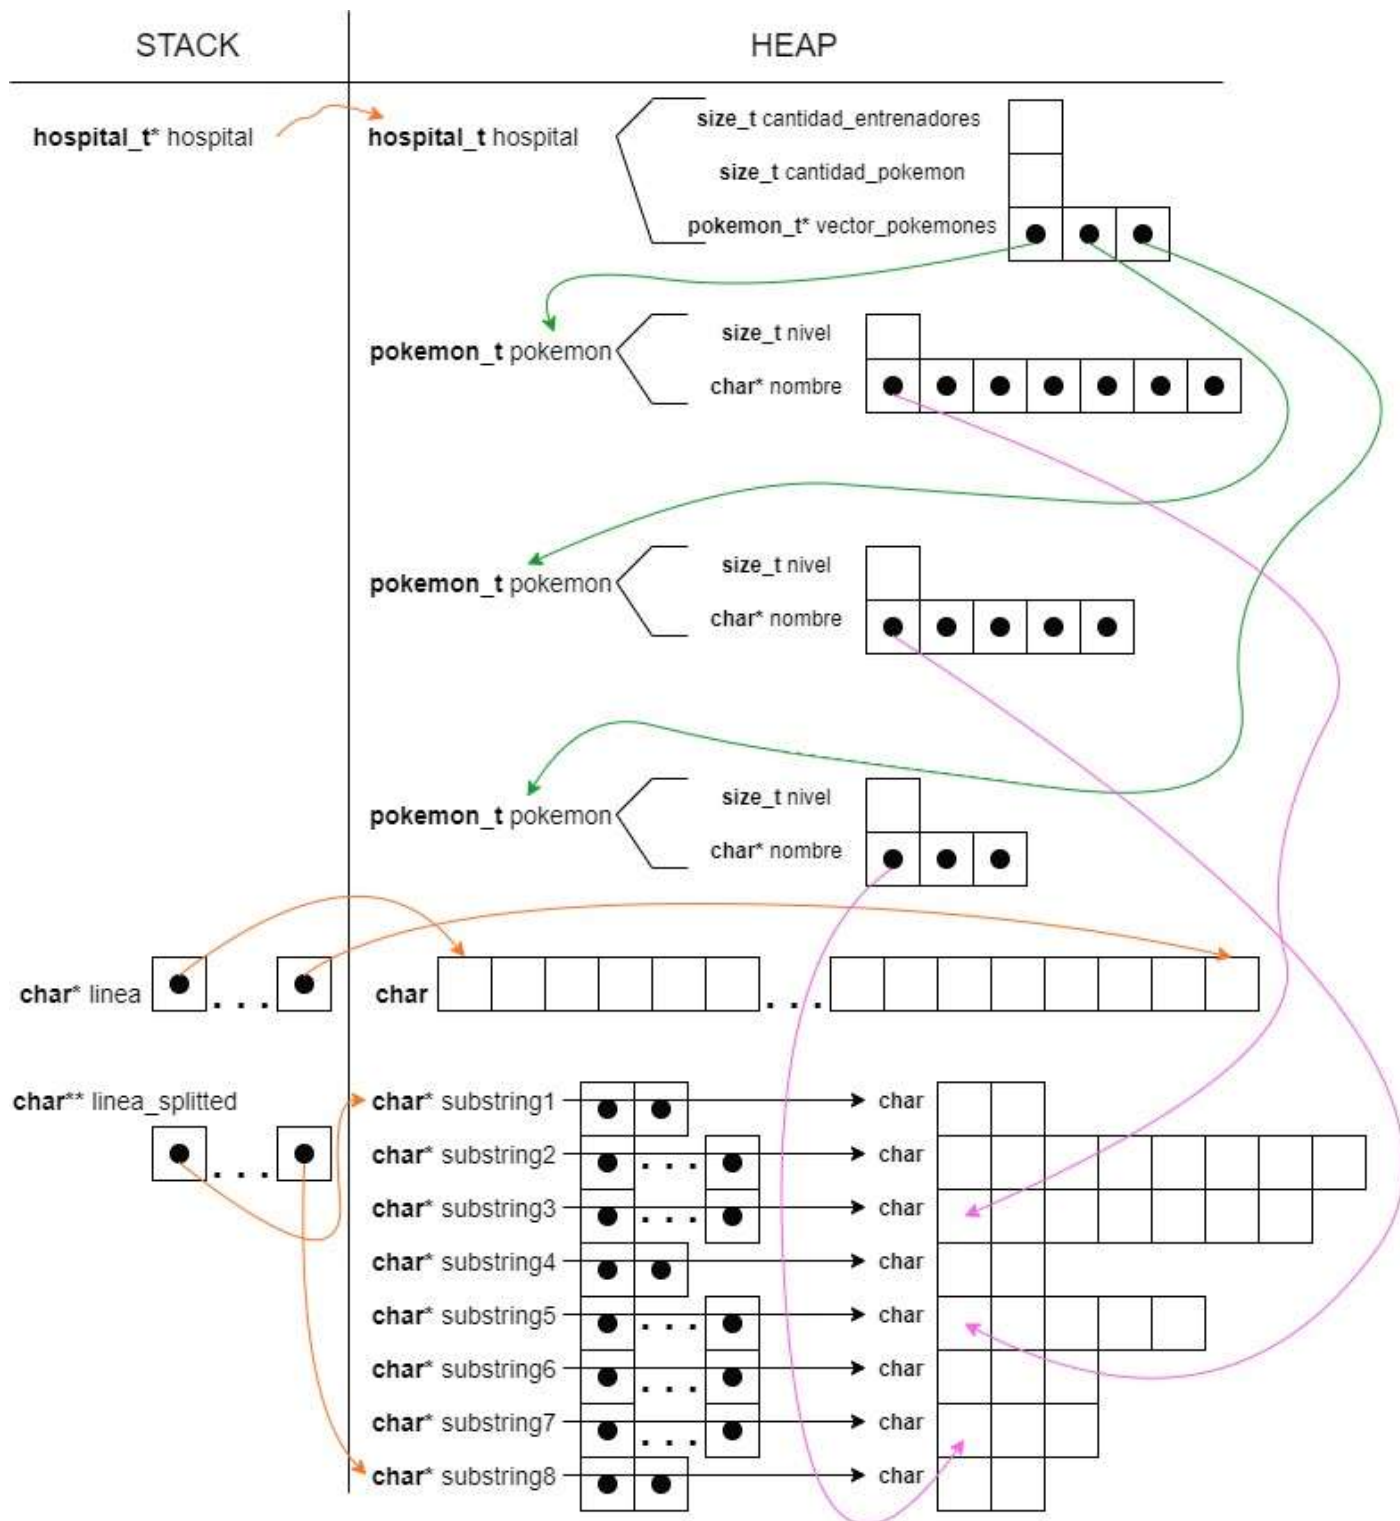 STACK
HEAP
hospital_t* hospital
hospital_t hospital
size_t cantidad_entrenadores
size_t cantidad_pokemon
pokemon_t* vector_pokemones
pokemon_t pokemon
size_t nivel
char* nombre
pokemon_t pokemon
size_t nivel
char* nombre
pokemon_t pokemon
size_t nivel
char* nombre
char* linea
. . .
char
. . .
char** linea_splitted
. . .
char* substring1
char
char* substring2
. . .
char
char* substring3
. . .
char
char* substring4
char
char* substring5
. . .
char
char* substring6
. . .
char
char* substring7
. . .
char
char* substring8
char